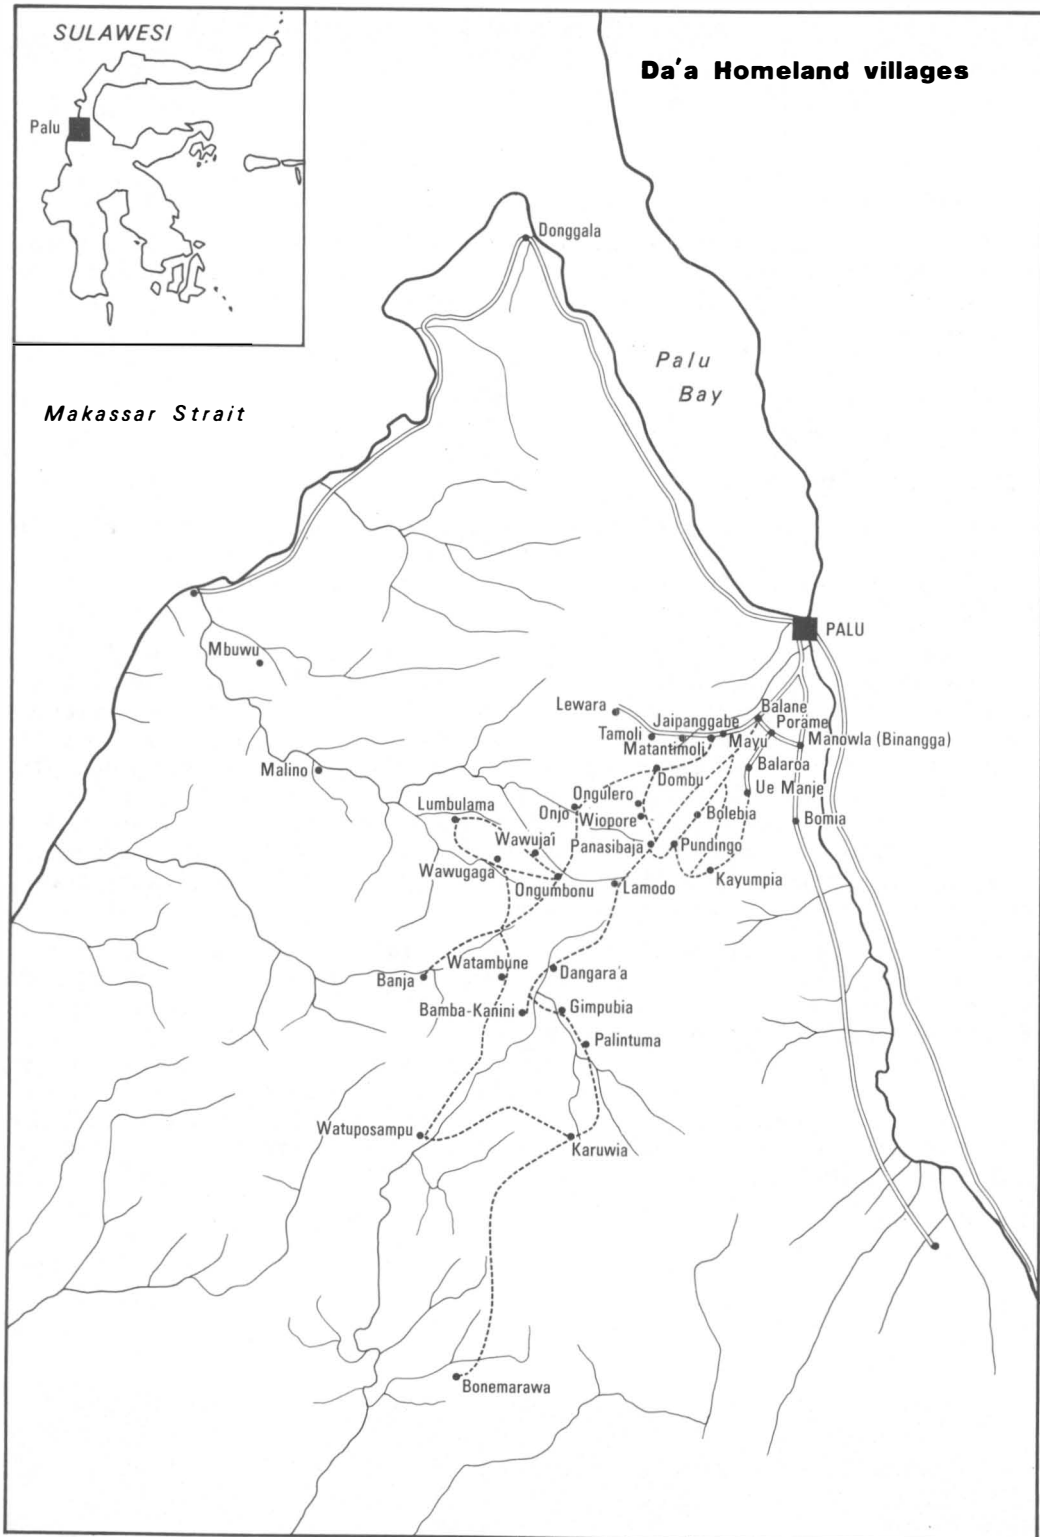 SULAWESI
Palu
Da'a Homeland villages
Donggala
Palu
Bay
Makassar Strait
PALU
Mbuwu
Lewara
Balane
Jaipanggabe
Porame
Tamoli
Matantimoli
Mayu
Manowla (Binangga)
Malino
Dombu
Balaroa
Ongulero
Ue Manje
Lumbulama
Onjo
Wiopore
Bolebia
Bomia
Wawujai
Panasibaja
Pundingo
Wawugaga
Ongumbonu
Lamodo
Kayumpia
Watambune
Banja
Dangara'a
Bamba-Kanini
Gimpubia
Palintuma
Watuposampu
Karuwia
Bonemarawa